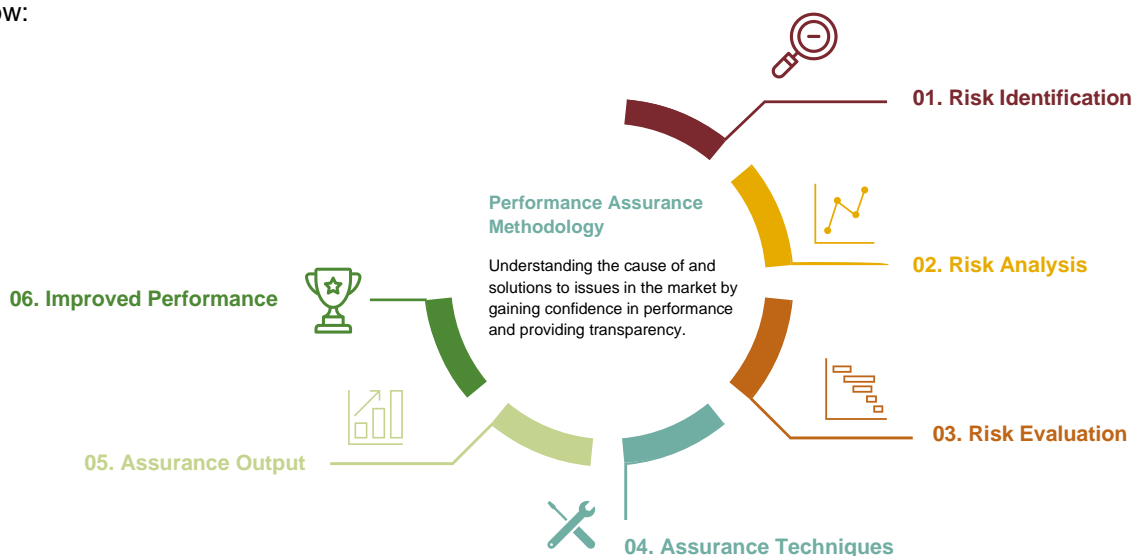 ow:
01. Risk Identification
Performance Assurance
Methodology
Understanding the cause of and
solutions to issues in the market by
gaining confidence in performance
and providing transparency.
02. Risk Analysis
06. Improved Performance
03. Risk Evaluation
05. Assurance Output
04. Assurance Techniques